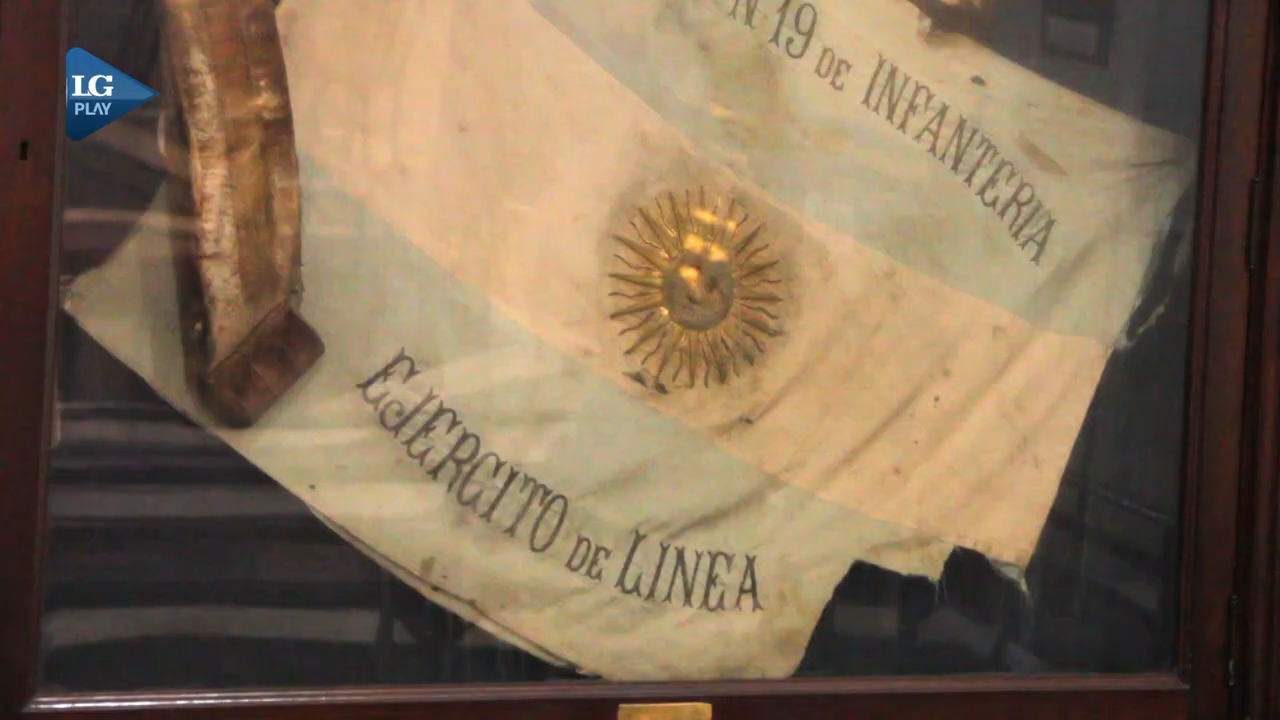 LG
PLAY
N 19 DE INFANTERIA
EJERCITO DE LINEA